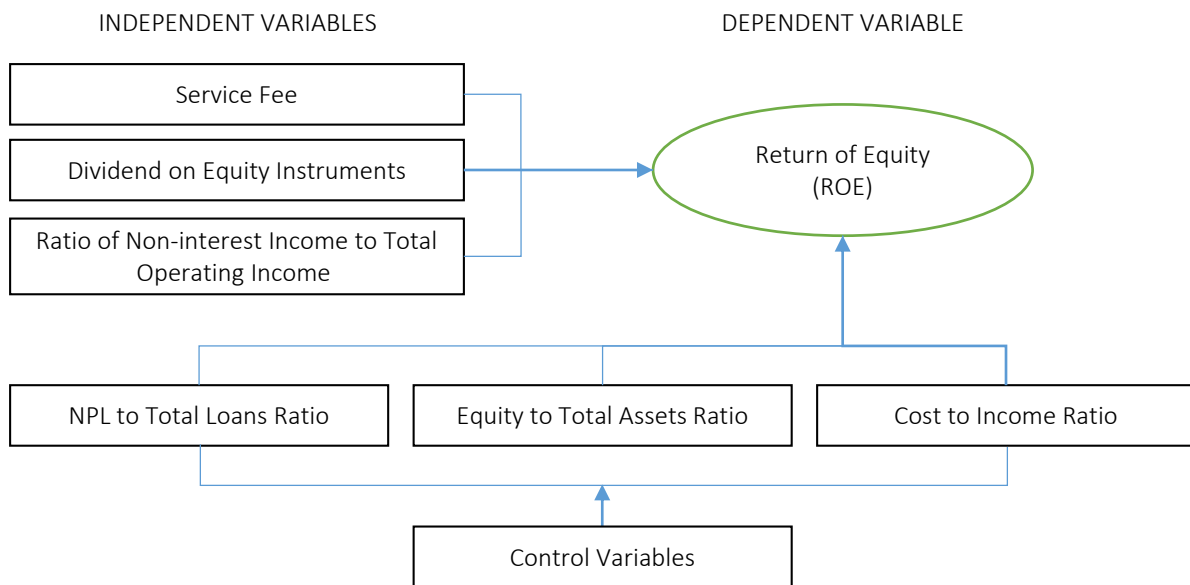 INDEPENDENT VARIABLES
DEPENDENT VARIABLE
Service Fee
Dividend on Equity Instruments
Ratio of Non-interest Income to Total
Operating Income
Return of Equity
(ROE)
NPL to Total Loans Ratio
Equity to Total Assets Ratio
Cost to Income Ratio
Control Variables